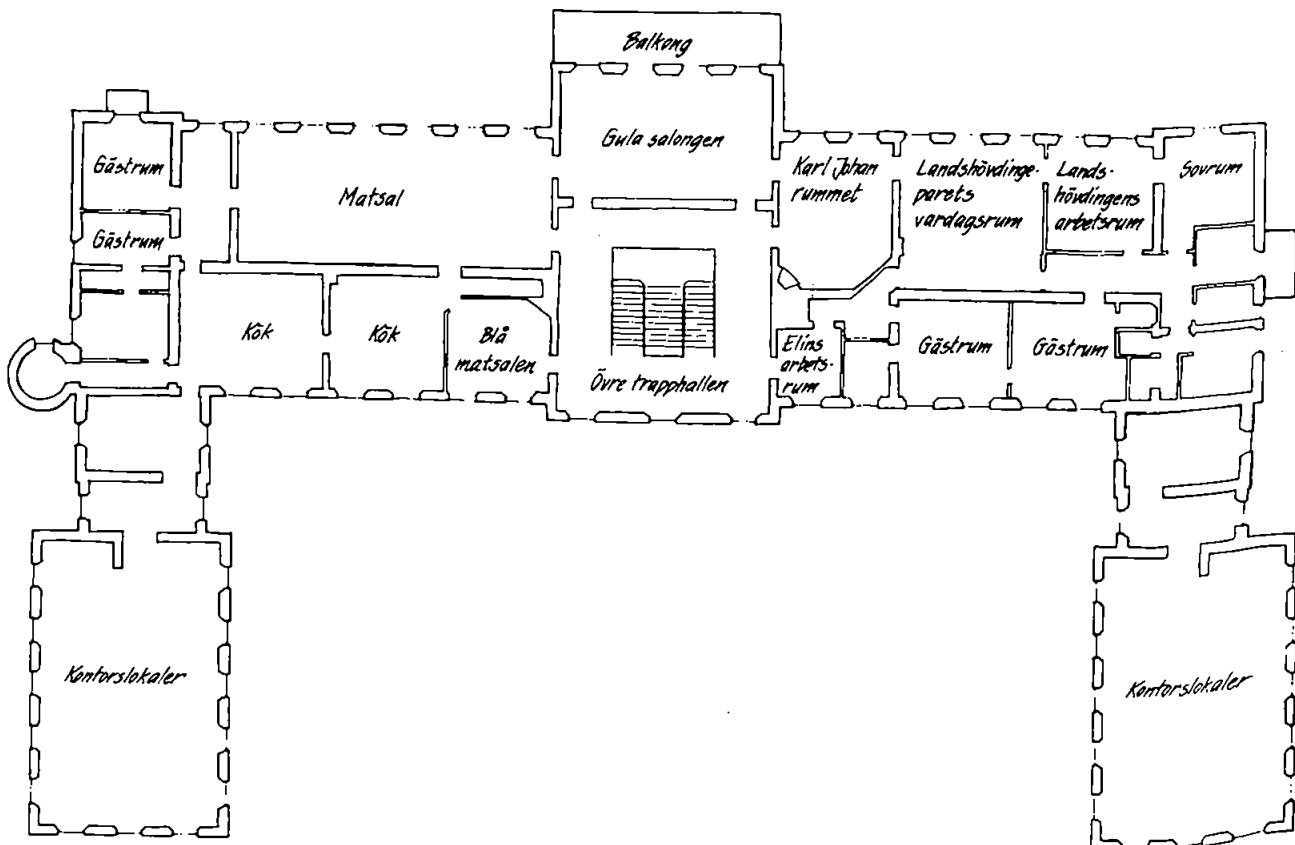 Balkong
Gula salongen
Gästrum
Gästrum
Matsal
Karl Johan
rummet
Landshövdinge-
parets
vardagsrum
Lands-
hövdingens
arbetsrum
Sovrum
Kök
Kök
Blå
matsalen
Övre trapphallen
Elins
arbets-
rum
Gästrum
Gästrum
Kontorslokaler
Kontorslokaler